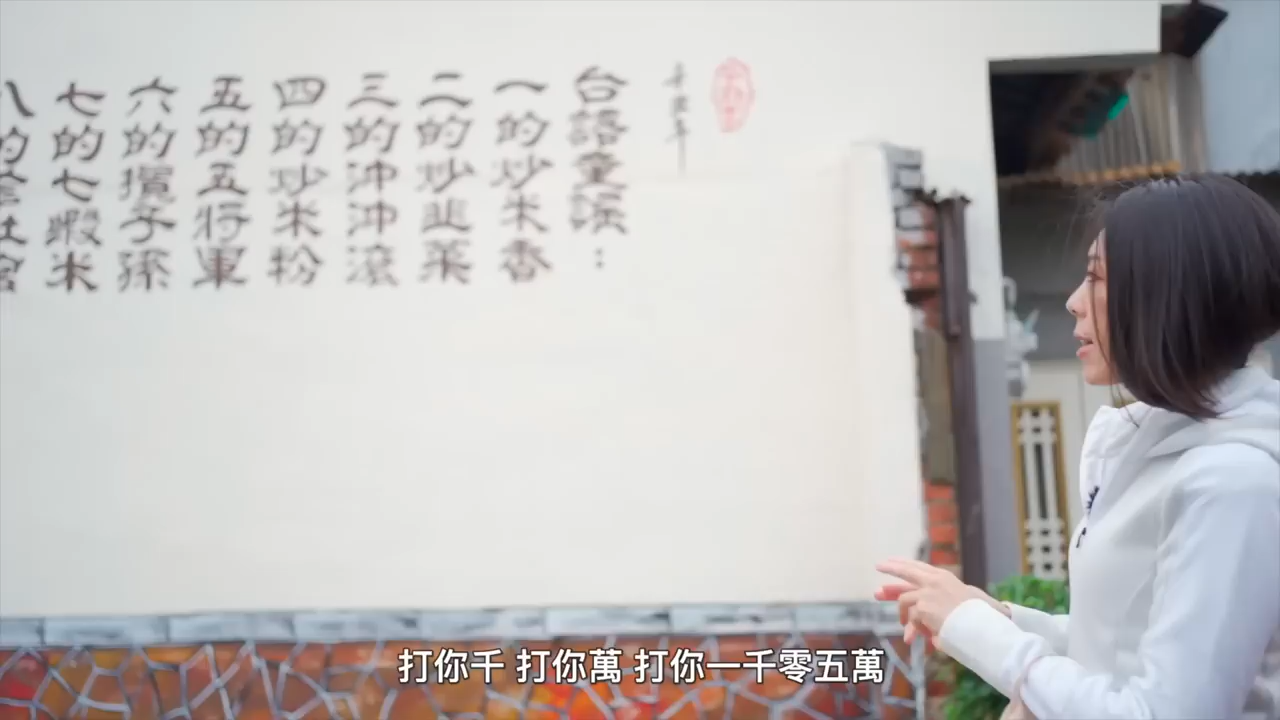 台語童謠：
一的炒米香
二的炒韭菜
三的沖沖滾
四的炒米粉
五的五將軍
六的攬子孫
七的七蝦米
八的
打你千 打你萬 打你一千零五萬